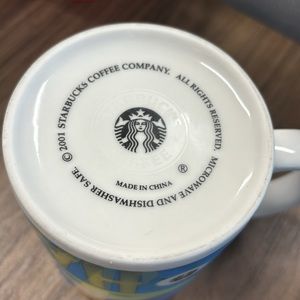 © 2001 STARBUCKS COFFEE COMPANY. ALL RIGHTS RESERVED. MICROWAVE AND DISHWASHER SAFE.
®
MADE IN CHINA